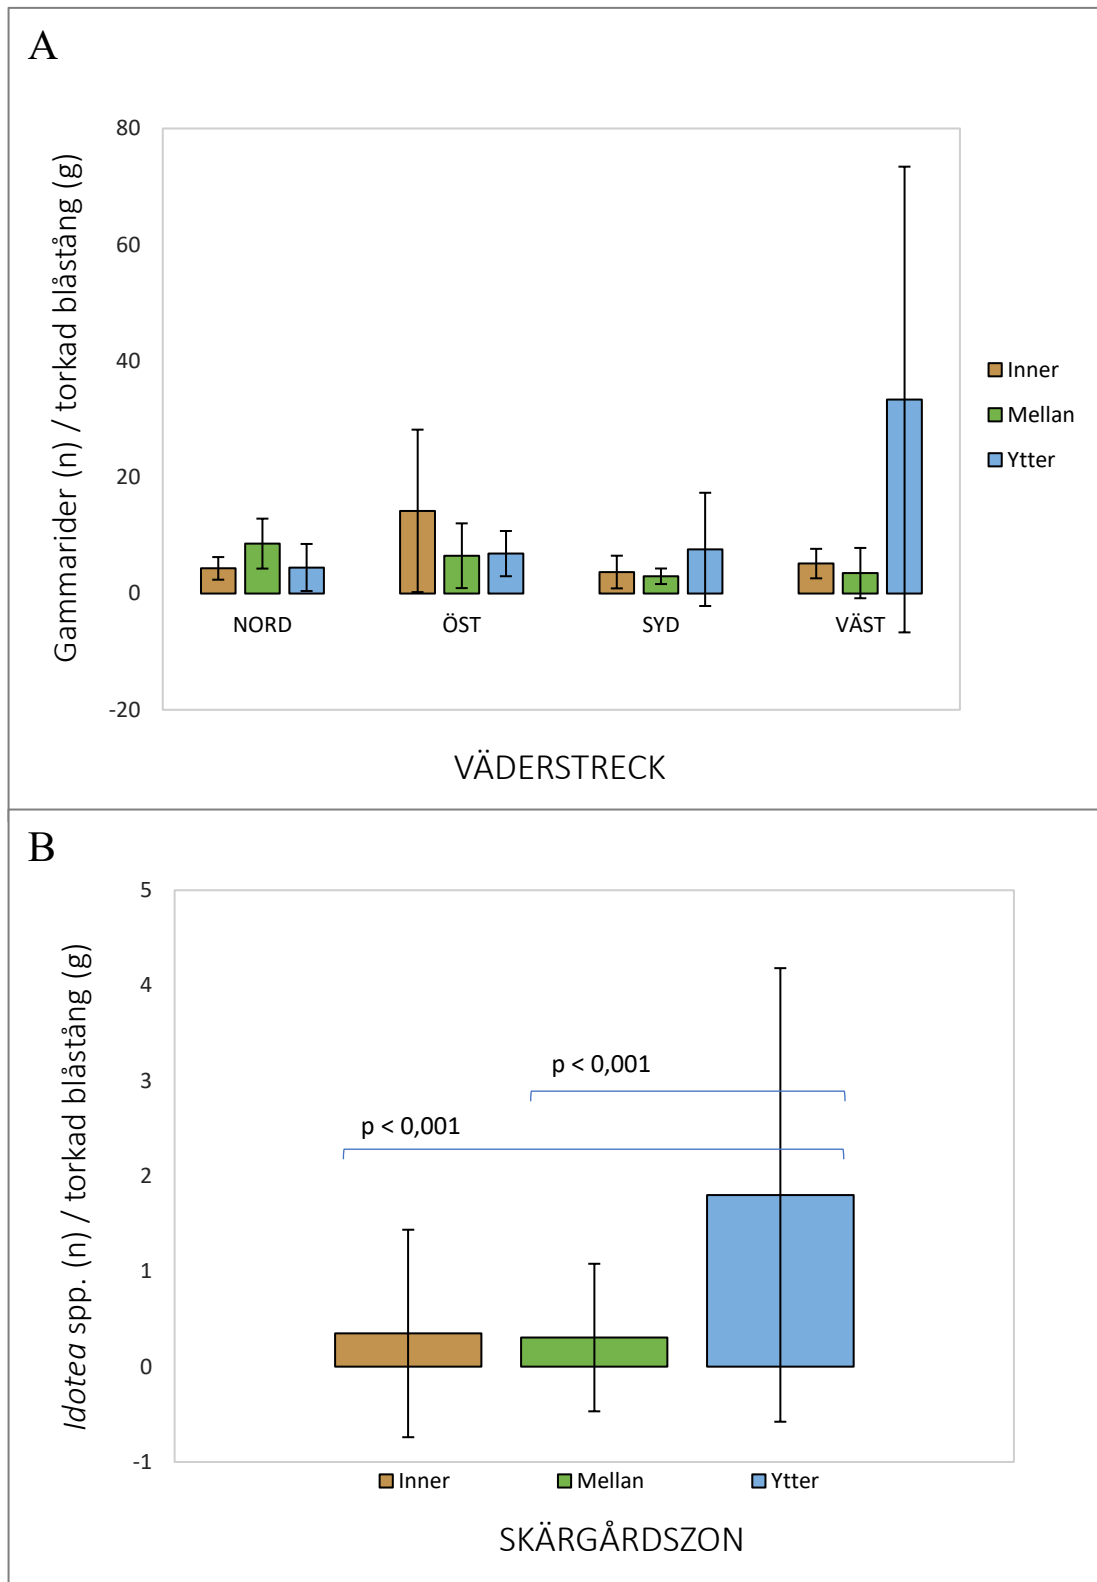 A
Gammarider (n) / torkad blåstång (g)
80
60
40
20
0
-20
NORD
ÖST
SYD
VÄST
Inner
Mellan
Ytter
VÄDERSTRECK
B
Idotea spp. (n) / torkad blåstång (g)
5
4
3
2
1
0
-1
p < 0,001
p < 0,001
Inner
Mellan
Ytter
SKÄRGÅRDSZON